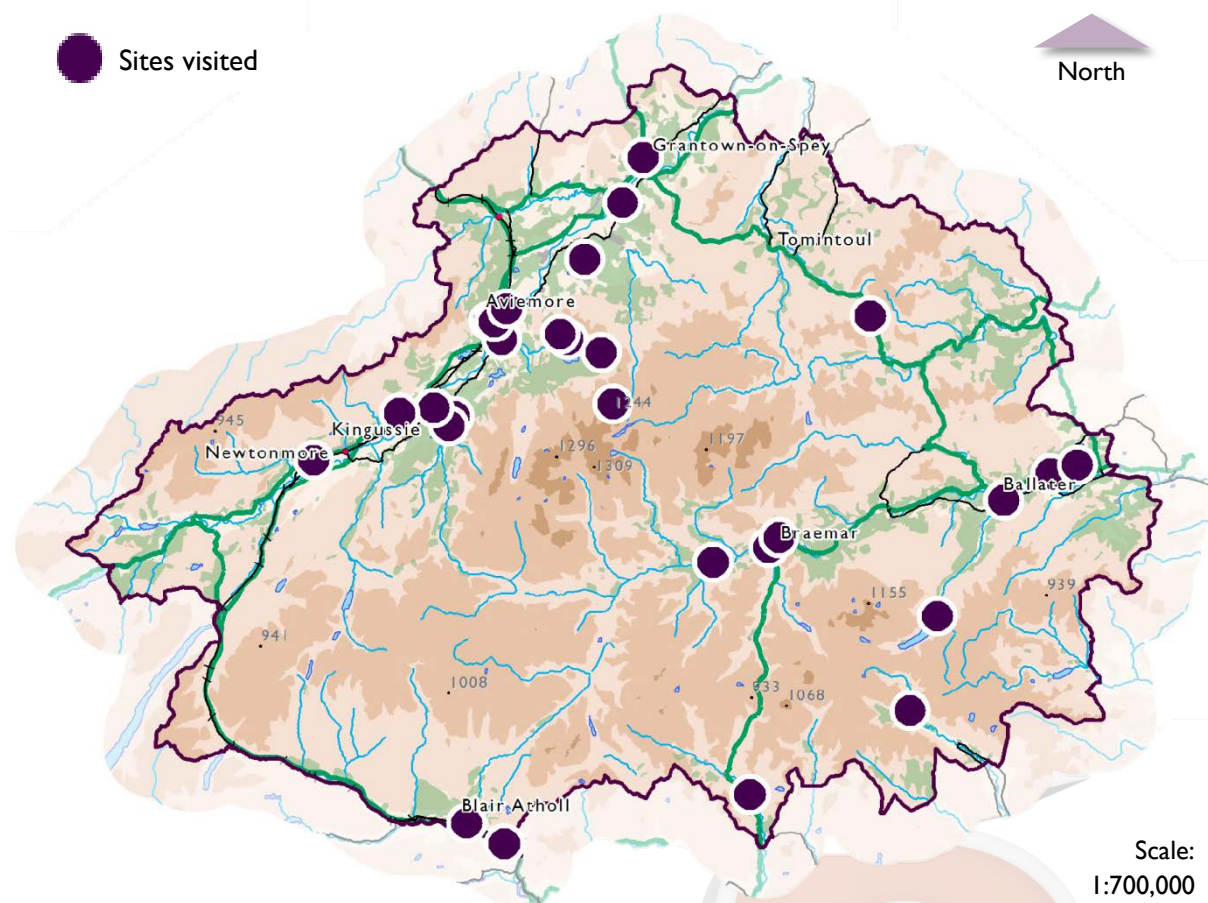 Sites visited
North
Grantown-on-Spey
Tomintoul
Aviemore
1244
945
Kingussie
Newtonmore
1296
1197
1309
Ballater
Braemar
1155
939
941
1008
933
1068
Blair Atholl
Scale:
1:700,000